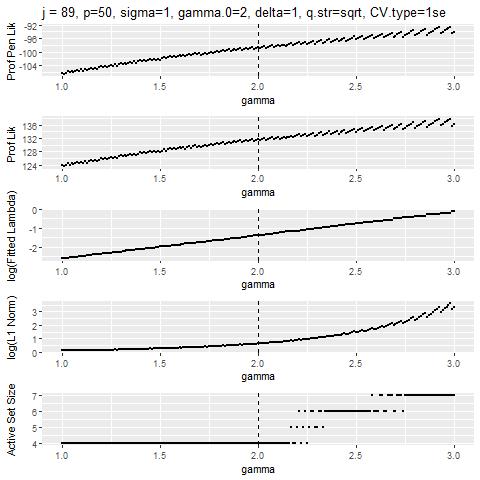 j = 89, p=50, sigma=1, gamma.0=2, delta=1, q.str=sqrt, CV.type=1se
Prof Pen Lik
-92
-96
-100
-104
1.0 1.5 2.0 2.5 3.0
gamma
Prof Lik
136
132
128
124
1.0 1.5 2.0 2.5 3.0
gamma
log(Fitted Lambda)
0
-1
-2
1.0 1.5 2.0 2.5 3.0
gamma
log(L1 Norm)
3
2
1
0
1.0 1.5 2.0 2.5 3.0
gamma
Active Set Size
7
6
5
4
1.0 1.5 2.0 2.5 3.0
gamma